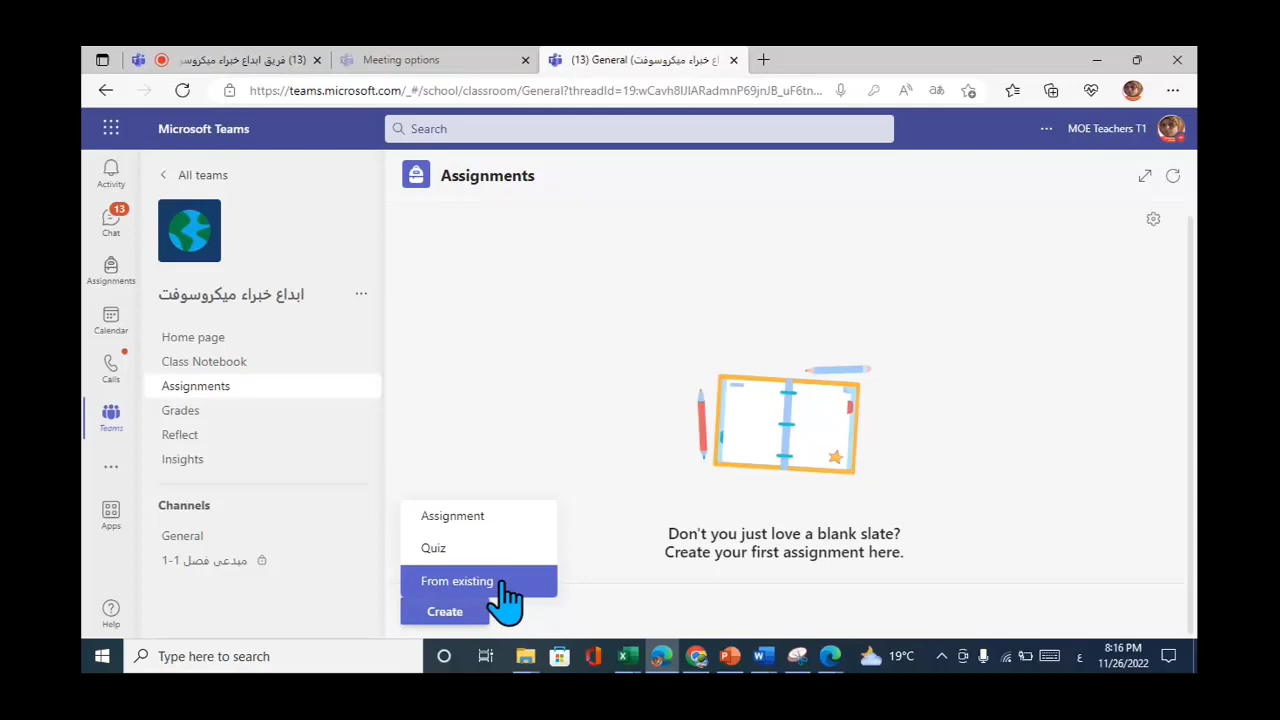 (13) فريق ابداع خبراء ميكروسوف
Meeting options
(13) General (ابداع خبراء ميكروسوفت
https://teams.microsoft.com/_#/school/classroom/General?threadId=19:wCavh8IJIARadmnP69jnJB_uF6tn...
Microsoft Teams
Search
MOE Teachers T1
Activity
13
Chat
Assignments
Calendar
Calls
Teams
Apps
Help
All teams
ابداع خبراء ميكروسوفت
Home page
Class Notebook
Assignments
Grades
Reflect
Insights
Channels
General
مبدعي فصل 1-1
Assignments
Don't you just love a blank slate?
Create your first assignment here.
Assignment
Quiz
From existing
Create
Type here to search
19°C
ع
8:16 PM
11/26/2022